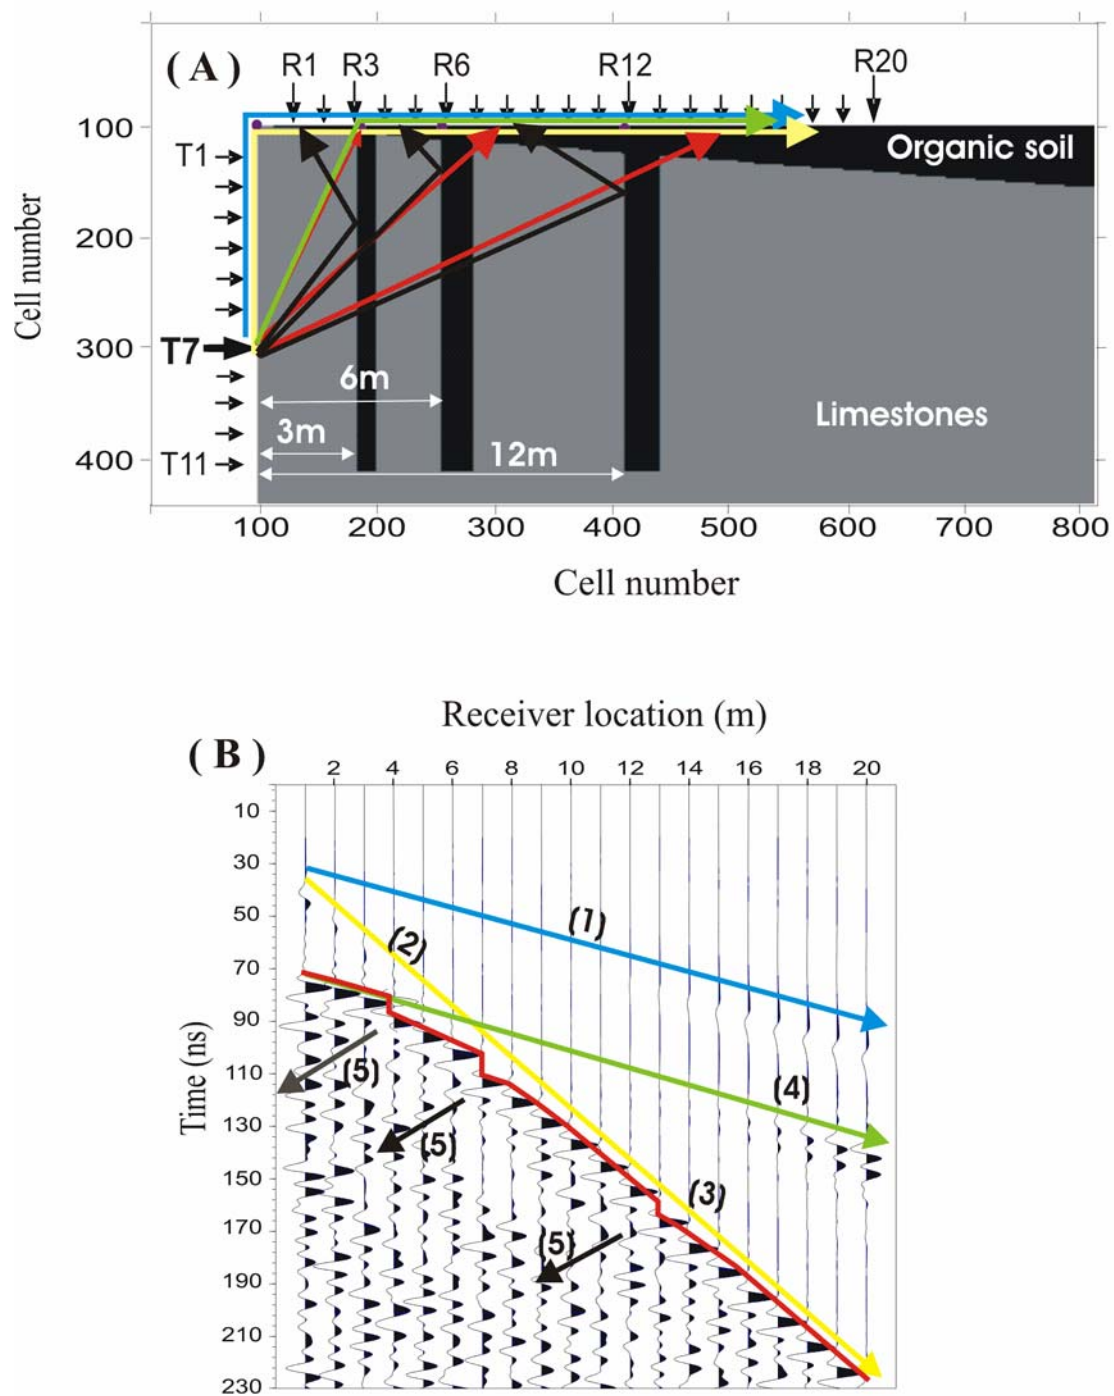 ( A )
R1 R3 R6 R12 R20
100
T1
Organic soil
Cell number
200
300
T7
6m
Limestones
3m
400
T11
12m
100 200 300 400 500 600 700 800
Cell number
Receiver location (m)
( B )
2 4 6 8 10 12 14 16 18 20
10
30
50
(1)
(2)
70
90
Time (ns)
(4)
110
(5)
130
(5)
150
(3)
170
(5)
190
210
230